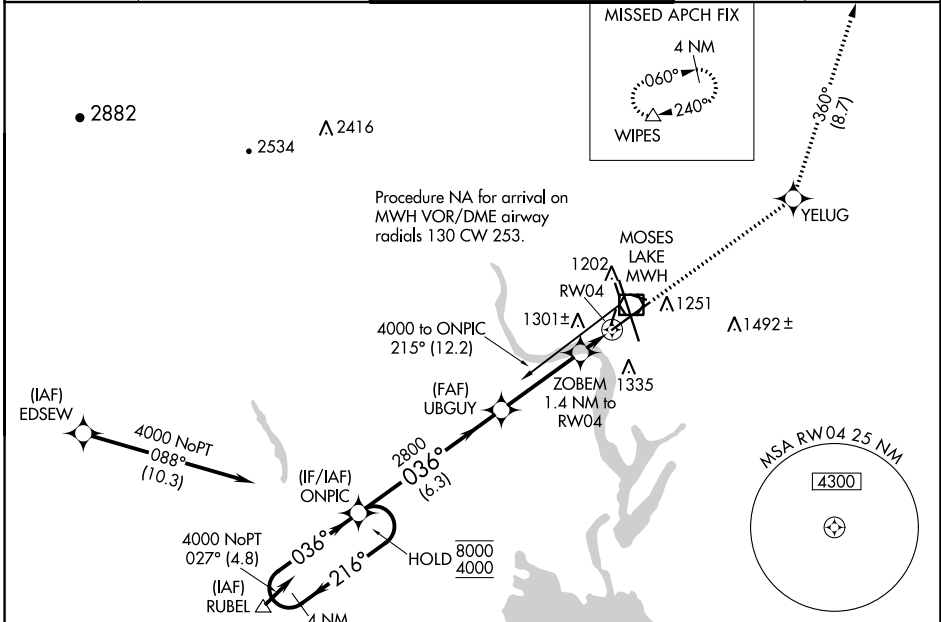 MISSED APCH FIX
4 NM
060°
240°
WIPES
360°
(8.7)
2882
2416
2534
YELUG
Procedure NA for arrival on
MWH VOR/DME airway
radials 130 CW 253.
MOSES
LAKE
MWH
1202
RW04
1251
1301±
1492±
4000 to ONPIC
215° (12.2)
1335
ZOBEM
1.4 NM to
RW04
(FAF)
UBGUY
(IAF)
EDSEW
4000 NoPT
088°
(10.3)
2800
036°
(6.3)
(IF/IAF)
ONPIC
MSA RW04 25 NM
4300
4000 NoPT
027° (4.8)
036°
216°
HOLD
8000
4000
(IAF)
RUBEL
4 NM